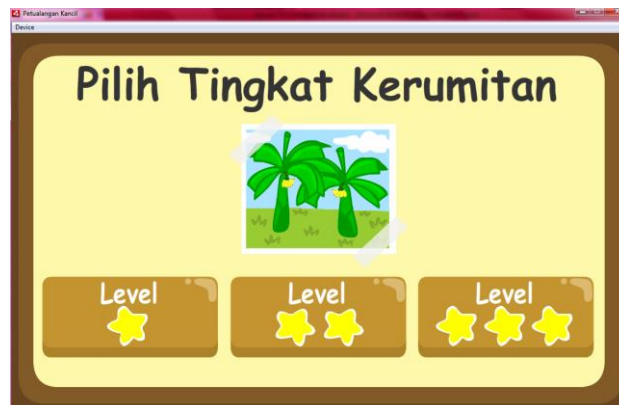 Petualangan Kancil
Device
Pilih Tingkat Kerumitan
Level
Level
Level